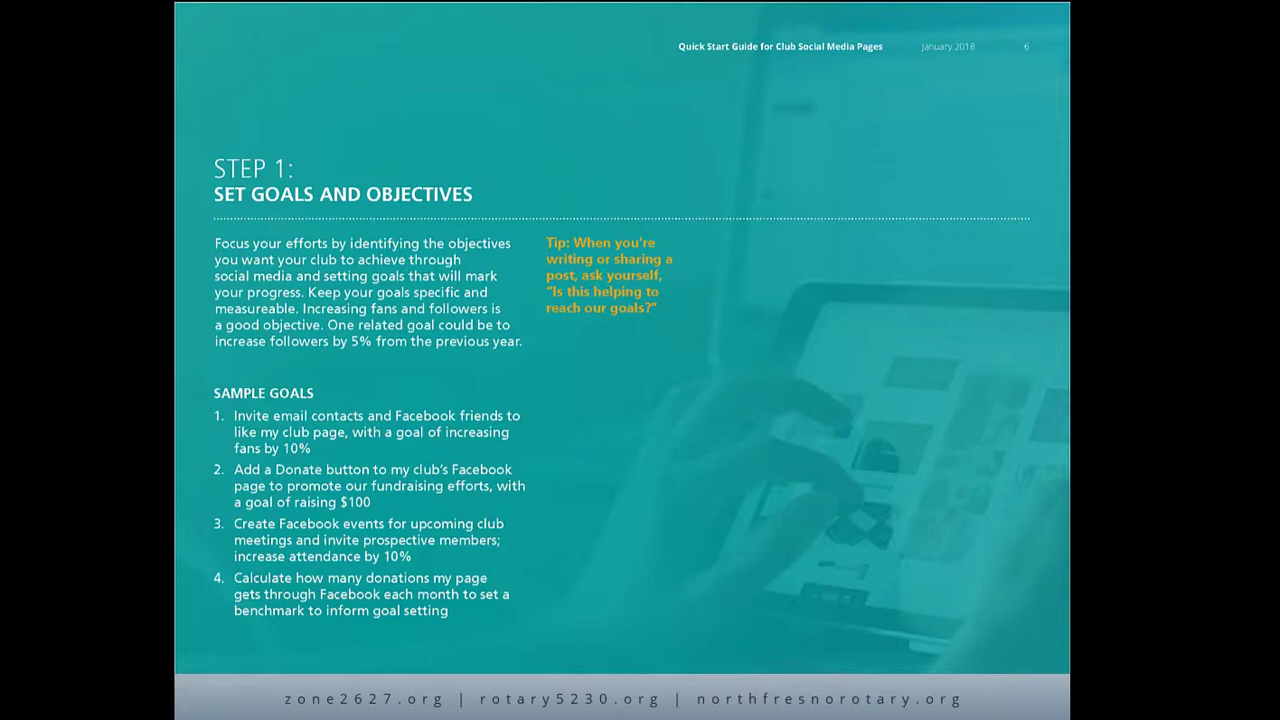 Quick Start Guide for Club Social Media Pages January 2018 6
STEP 1:
SET GOALS AND OBJECTIVES
Focus your efforts by identifying the objectives
you want your club to achieve through
social media and setting goals that will mark
your progress. Keep your goals specific and
measureable. Increasing fans and followers is
a good objective. One related goal could be to
increase followers by 5% from the previous year.
Tip: When you're
writing or sharing a
post, ask yourself,
"Is this helping to
reach our goals?"
SAMPLE GOALS
1. Invite email contacts and Facebook friends to
like my club page, with a goal of increasing
fans by 10%
2. Add a Donate button to my club's Facebook
page to promote our fundraising efforts, with
a goal of raising $100
3. Create Facebook events for upcoming club
meetings and invite prospective members;
increase attendance by 10%
4. Calculate how many donations my page
gets through Facebook each month to set a
benchmark to inform goal setting
zone2627.org | rotary5230.org | northfresnorotary.org